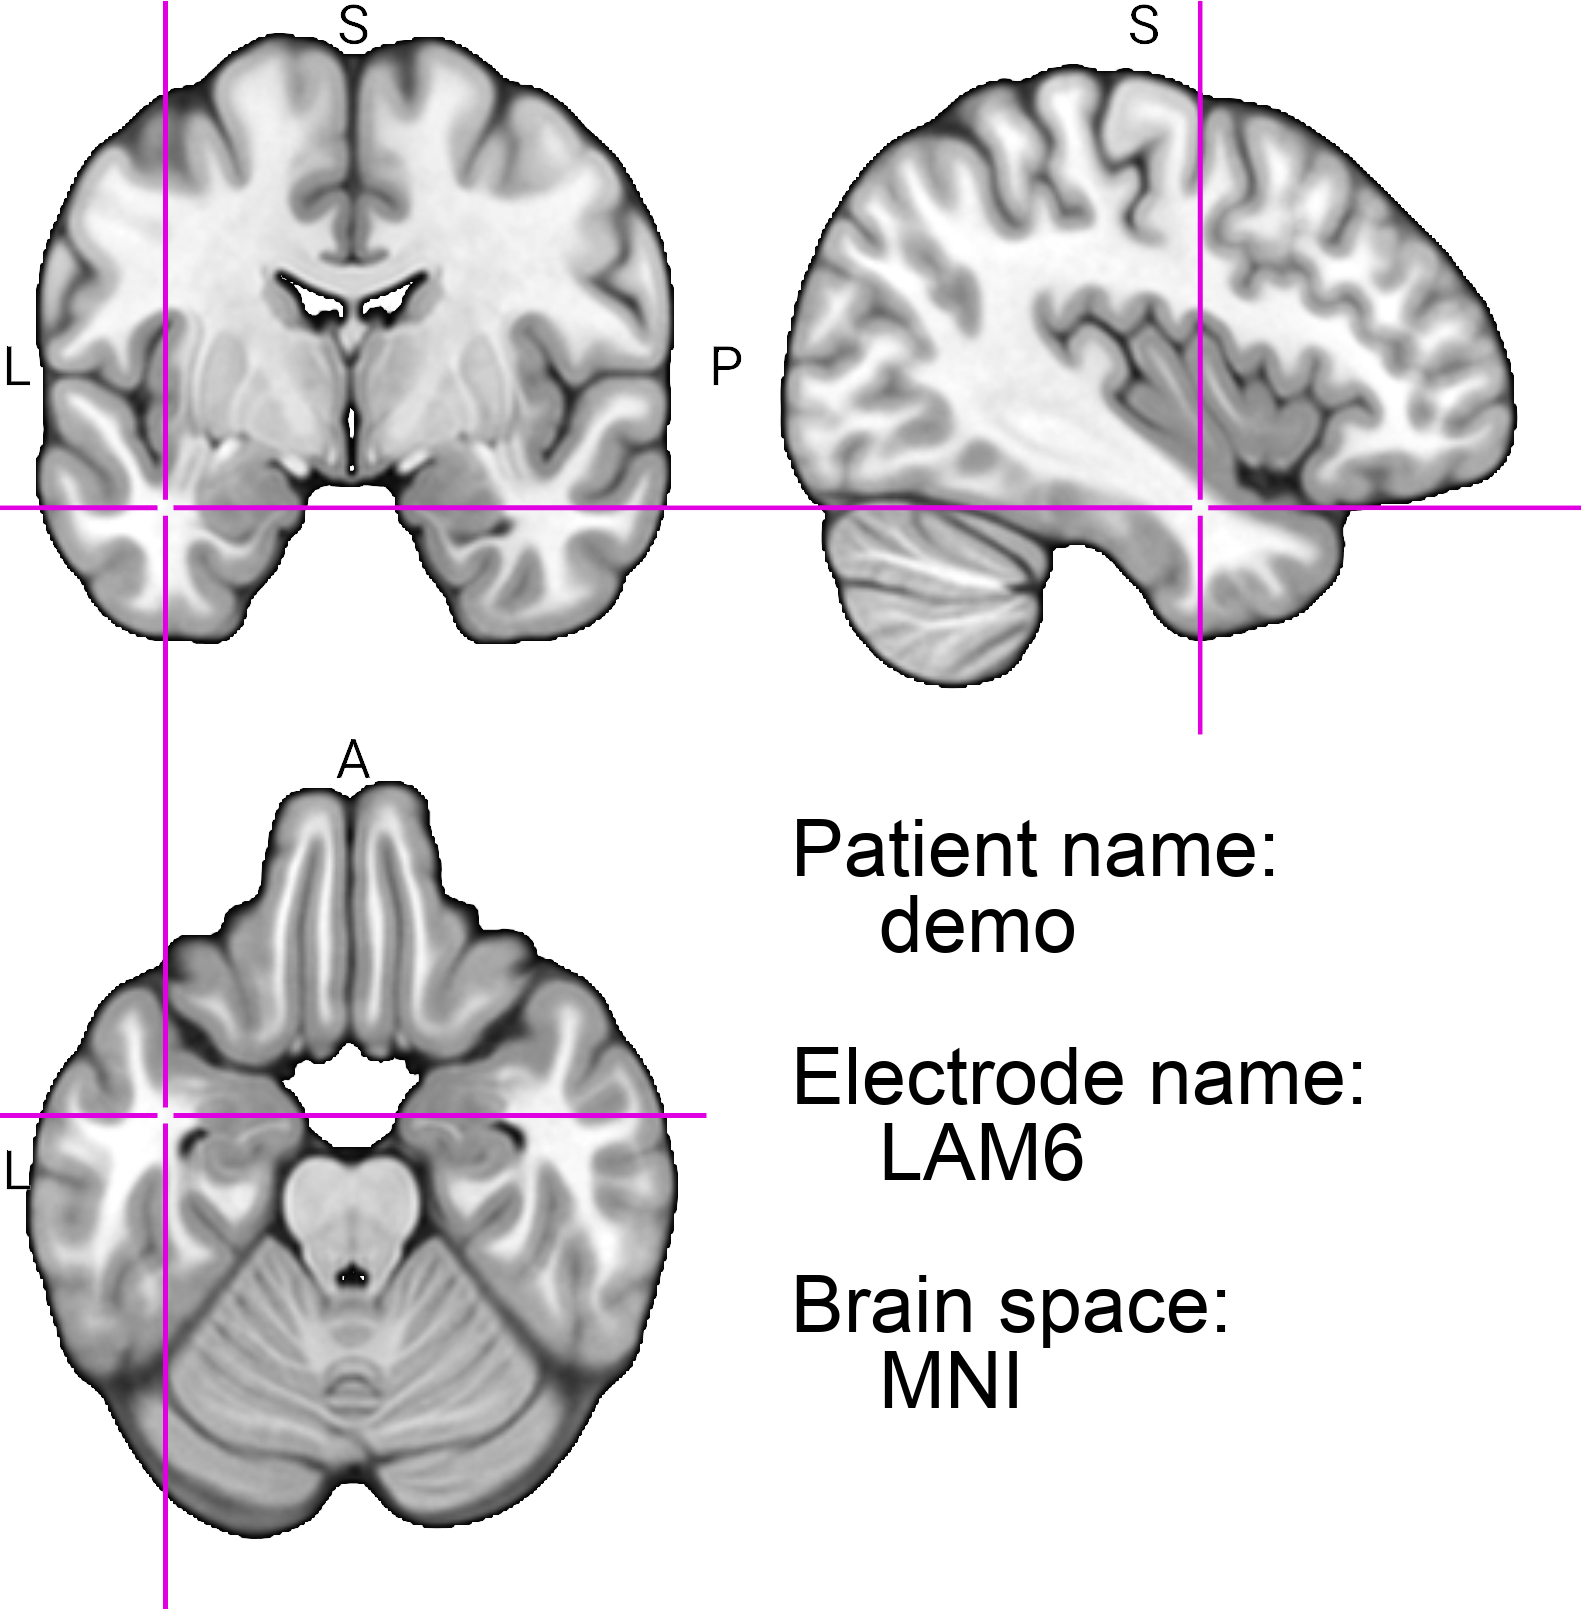 S
S
L
P
A
L
Patient name:
demo
Electrode name:
LAM6
Brain space:
MNI